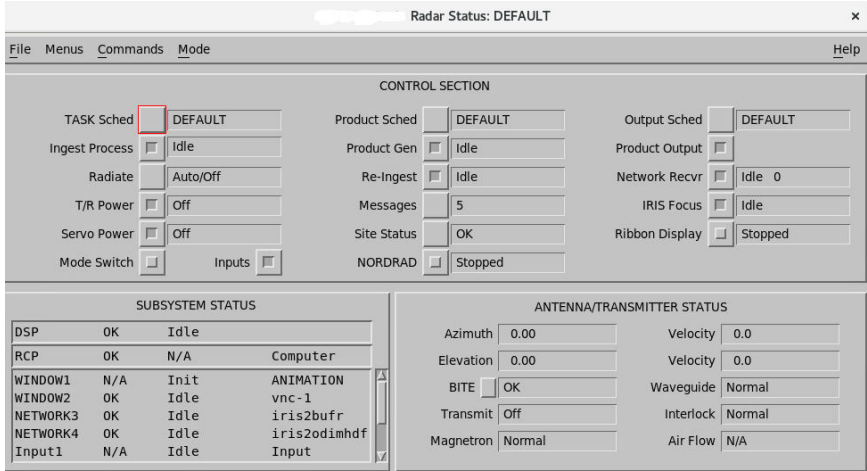 Radar Status: DEFAULT ×
File Menus Commands Mode Help
CONTROL SECTION
TASK Sched DEFAULT Product Sched DEFAULT Output Sched DEFAULT
Ingest Process Idle Product Gen Idle Product Output
Radiate Auto/Off Re-Ingest Idle Network Recvr Idle 0
T/R Power Off Messages 5 IRIS Focus Idle
Servo Power Off Site Status OK Ribbon Display Stopped
Mode Switch Inputs NORDRAD Stopped
SUBSYSTEM STATUS
DSP OK Idle
RCP OK N/A Computer
WINDOW1 N/A Init ANIMATION
WINDOW2 OK Idle vnc-1
NETWORK3 OK Idle iris2bufr
NETWORK4 OK Idle iris2odimhdf
Input1 N/A Idle Input
ANTENNA/TRANSMITTER STATUS
Azimuth 0.00 Velocity 0.0
Elevation 0.00 Velocity 0.0
BITE OK Waveguide Normal
Transmit Off Interlock Normal
Magnetron Normal Air Flow N/A